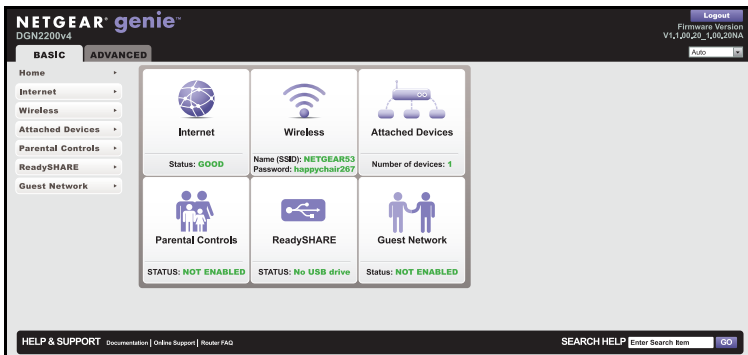 NETGEAR® genie™
DGN2200v4
Logout
Firmware Version
V1.1.00.20_1.00.20NA
BASIC ADVANCED
Auto
Home
Internet
Wireless
Attached Devices
Parental Controls
ReadySHARE
Guest Network
Internet
Status: GOOD
Wireless
Name (SSID): NETGEAR53
Password: happychair267
Attached Devices
Number of devices: 1
Parental Controls
STATUS: NOT ENABLED
ReadySHARE
STATUS: No USB drive
Guest Network
Status: NOT ENABLED
HELP & SUPPORT Documentation | Online Support | Router FAQ
SEARCH HELP Enter Search Item GO